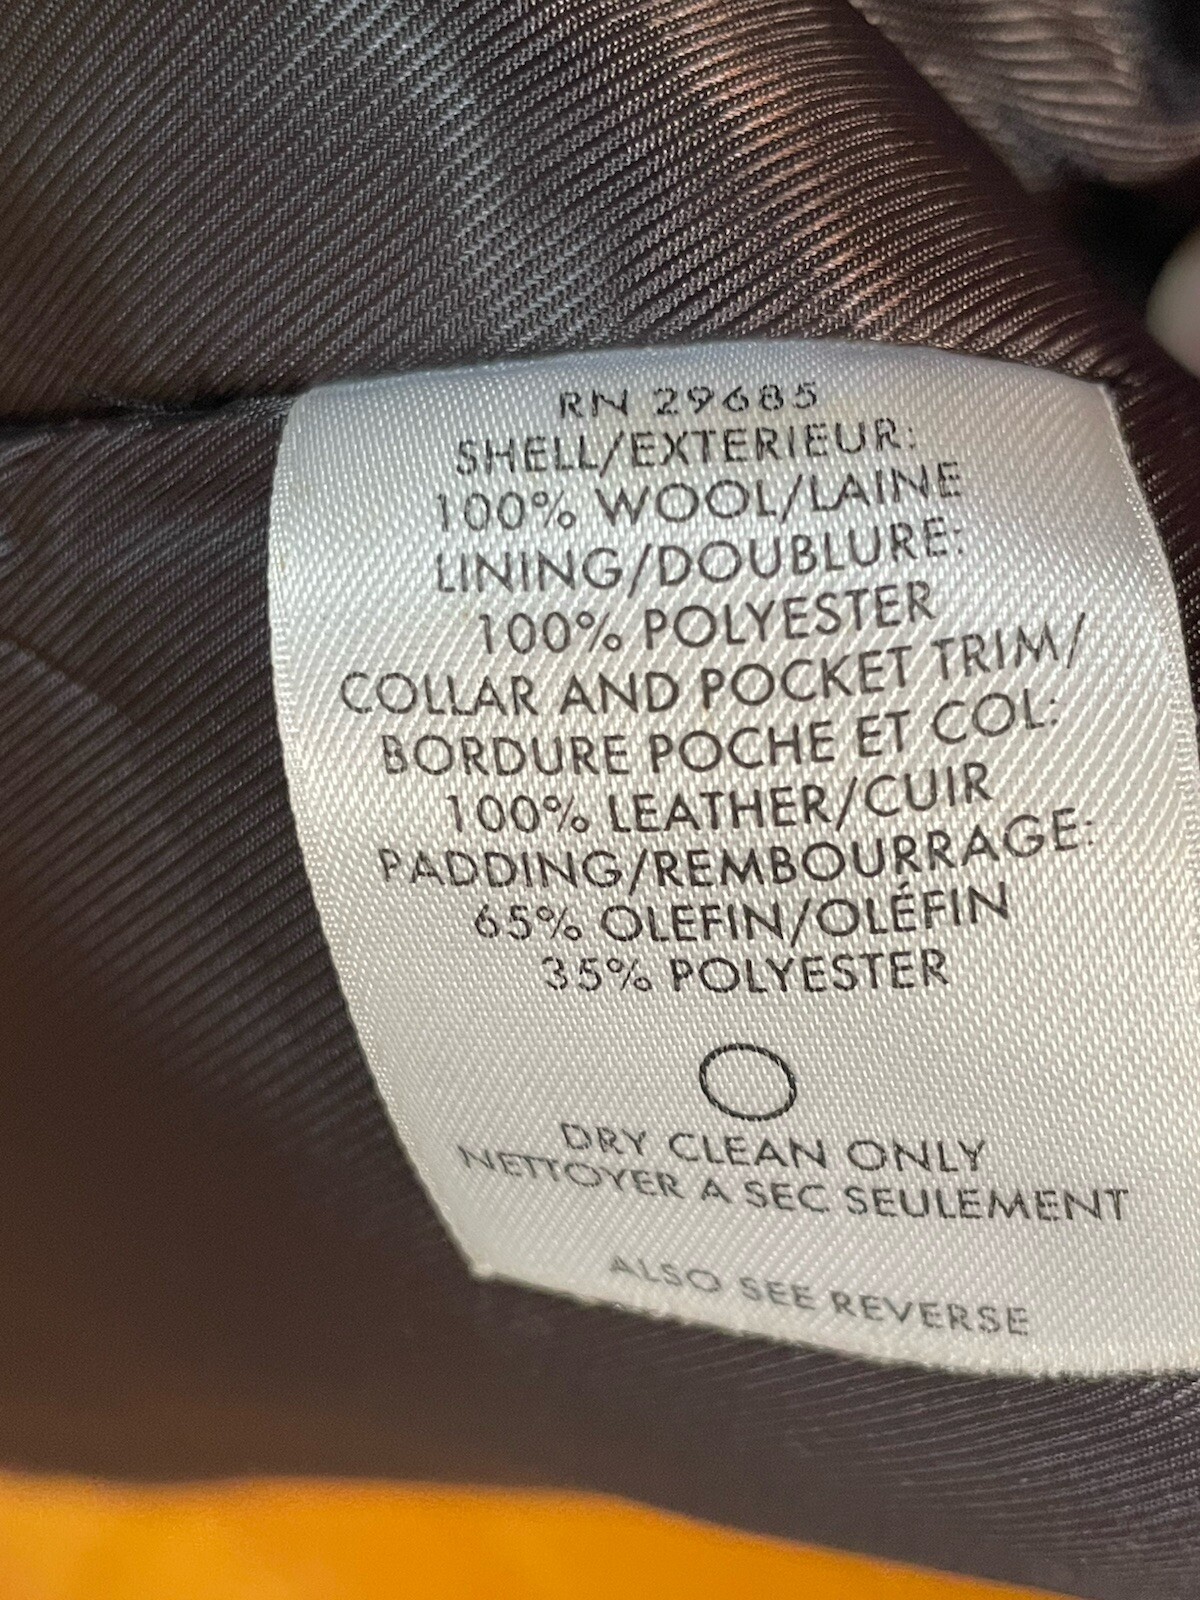 RN 29685
SHELL/EXTERIEUR:
100% WOOL/LAINE
LINING/DOUBLURE:
100% POLYESTER
COLLAR AND POCKET TRIM/
BORDURE POCHE ET COL:
100% LEATHER/CUIR
PADDING/REMBOURRAGE:
65% OLEFIN/OLÉFIN
35% POLYESTER
DRY CLEAN ONLY
NETTOYER A SEC SEULEMENT
ALSO SEE REVERSE